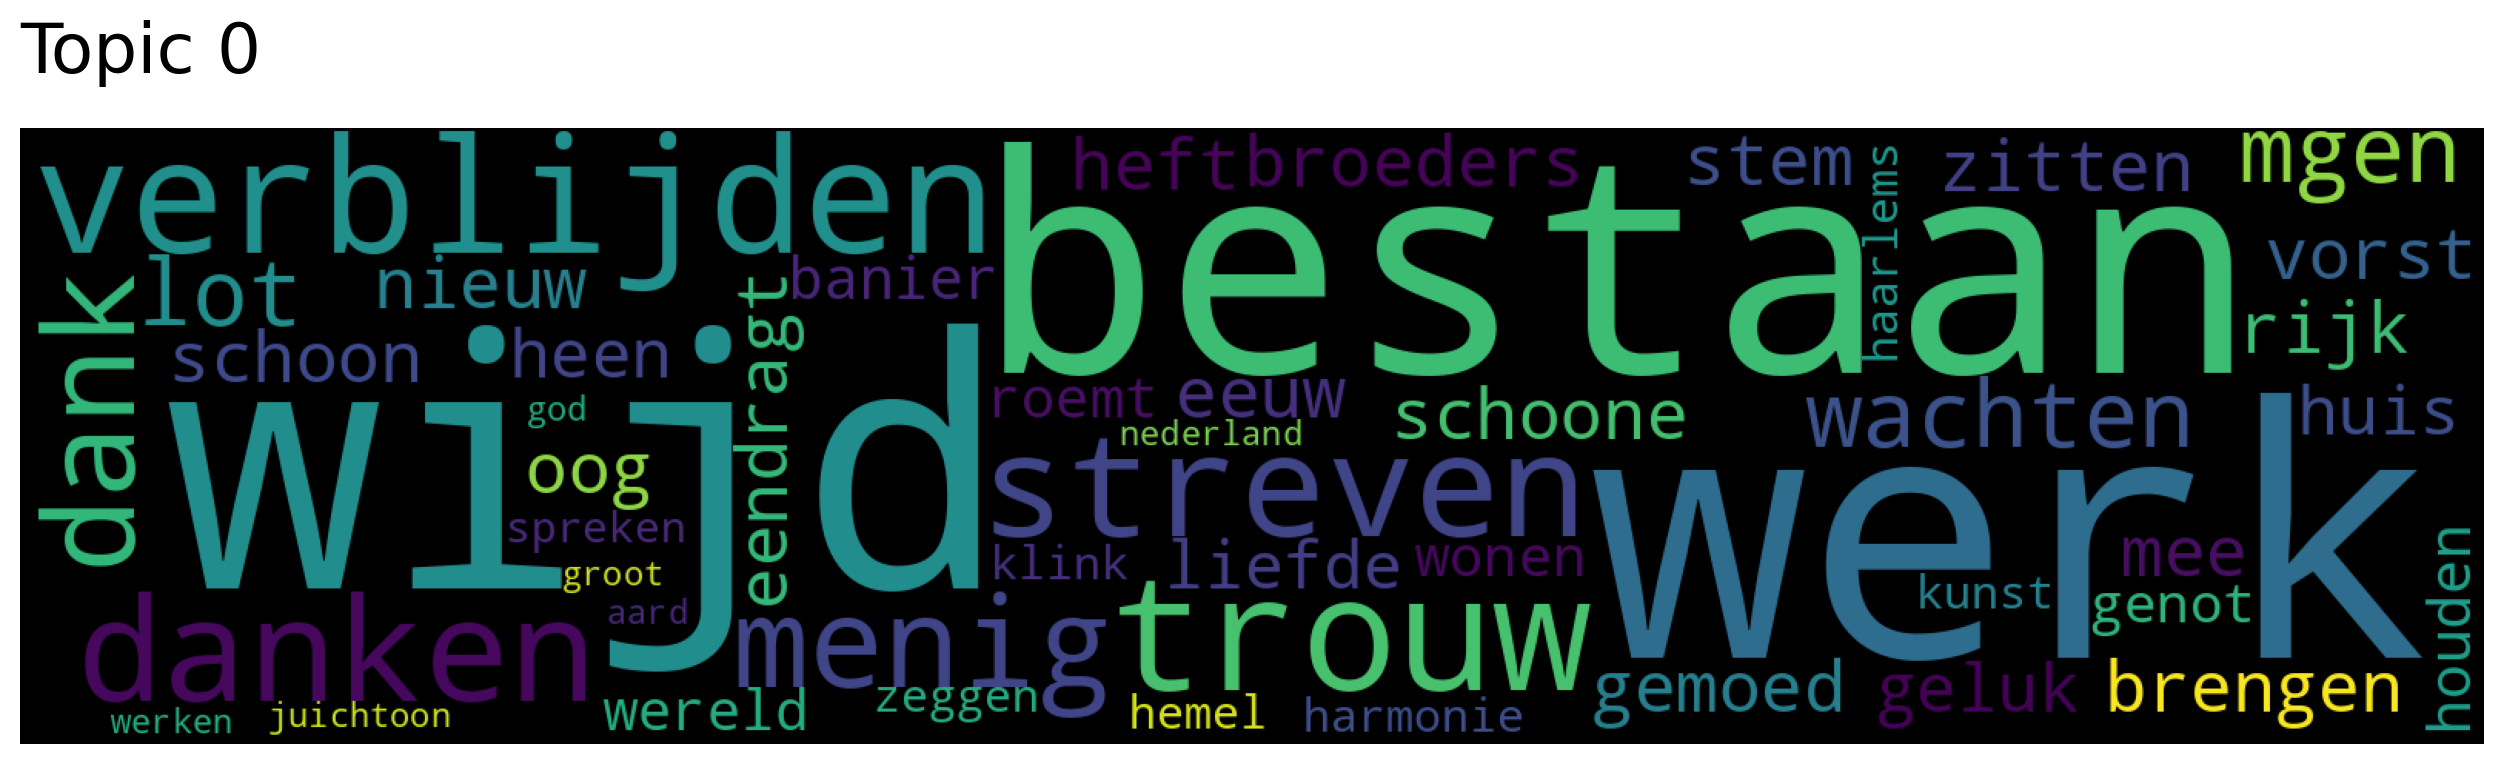 Topic 0
verblijden
bestaan
heft
broeders
stem
haarlems
zitten
mgen
dank
lot
nieuw
eendragt
banier
vorst
schoon
heen
rijk
wijd
god
roemt
eeuw
schoone
wachten
huis
nederland
oog
streven
werk
spreken
klink
liefde
wonen
mee
groot
aard
kunst
genot
houden
danken
menig
trouw
gemoed
geluk
brengen
werken
juichtoon
wereld
zeggen
hemel
harmonie